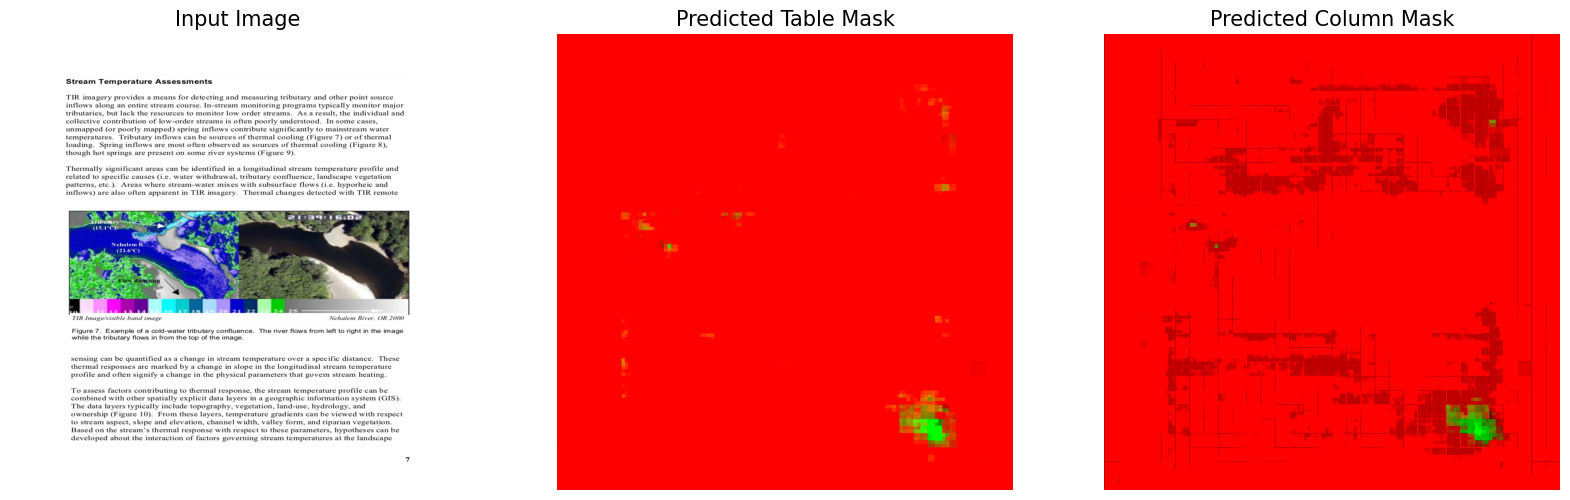 Input Image
Predicted Table Mask
Predicted Column Mask
Stream Temperature Assessments
TIR imagery provides a means for detecting and measuring tributary and other point source
inflows along an entire stream course. In-stream monitoring programs typically monitor major
tributaries, but lack the resources to monitor low order streams. As a result, the individual and
collective contribution of low-order streams is often poorly understood. In some cases,
unmapped (or poorly mapped) spring inflows contribute significantly to mainstream water
temperatures. Tributary inflows can be sources of thermal cooling (Figure 7) or of thermal
loading. Spring inflows are most often observed as sources of thermal cooling (Figure 8),
though hot springs are present on some river systems (Figure 9).
Thermally significant areas can be identified in a longitudinal stream temperature profile and
related to specific causes (i.e. water withdrawal, tributary confluence, landscape vegetation
patterns, etc.). Areas where stream-water mixes with subsurface flows (i.e. hyporheic and
inflows) are also often apparent in TIR imagery. Thermal changes detected with TIR remote
Tributary
(15.1°C)
21:39:16.02
Nehalem R.
(21.6°C)
Flow direction
TIR Image/visible band image
Nehalem River, OR 2000
Figure 7. Example of a cold-water tributary confluence. The river flows from left to right in the image
while the tributary flows in from the top of the image.
sensing can be quantified as a change in stream temperature over a specific distance. These
thermal responses are marked by a change in slope in the longitudinal stream temperature
profile and often signify a change in the physical parameters that govern stream heating.
To assess factors contributing to thermal response, the stream temperature profile can be
combined with other spatially explicit data layers in a geographic information system (GIS).
The data layers typically include topography, vegetation, land-use, hydrology, and
ownership (Figure 10). From these layers, temperature gradients can be viewed with respect
to stream aspect, slope and elevation, channel width, valley form, and riparian vegetation.
Based on the stream's thermal response with respect to these parameters, hypotheses can be
developed about the interaction of factors governing stream temperatures at the landscape
7